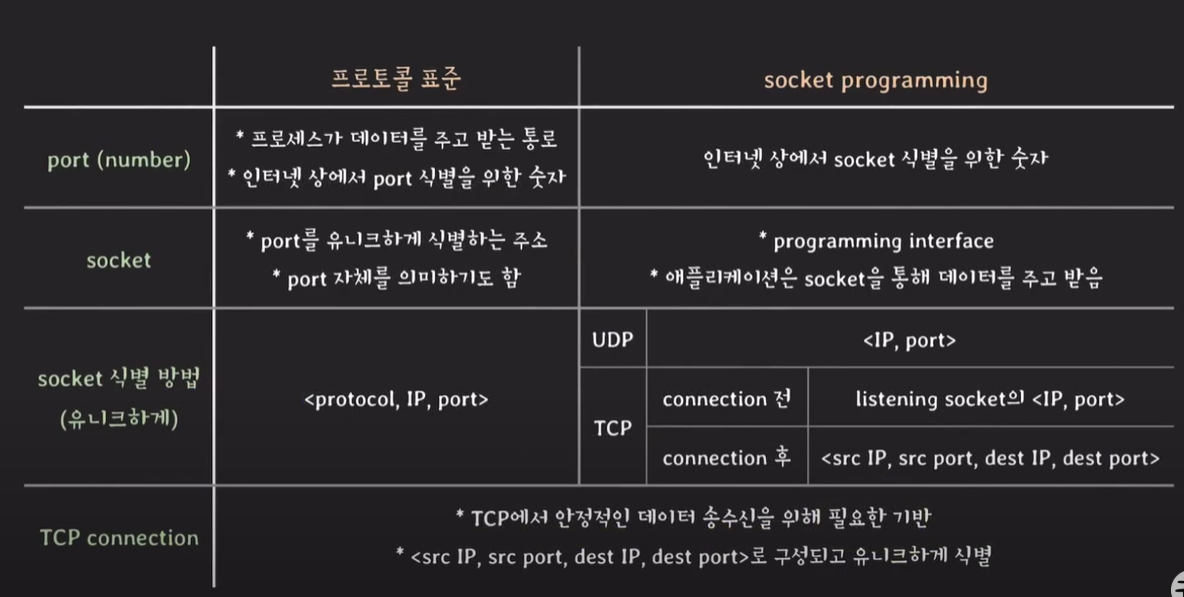 프로토콜 표준
socket programming
port (number)
* 프로세스가 데이터를 주고 받는 통로
* 인터넷 상에서 port 식별을 위한 숫자
인터넷 상에서 socket 식별을 위한 숫자
socket
* port를 유니크하게 식별하는 주소
* port 자체를 의미하기도 함
* programming interface
* 애플리케이션은 socket을 통해 데이터를 주고 받음
socket 식별 방법
(유니크하게)
<protocol, IP, port>
UDP
<IP, port>
TCP
connection 전
listening socket의 <IP, port>
connection 후
<src IP, src port, dest IP, dest port>
TCP connection
* TCP에서 안정적인 데이터 송수신을 위해 필요한 기반
* <src IP, src port, dest IP, dest port>로 구성되고 유니크하게 식별